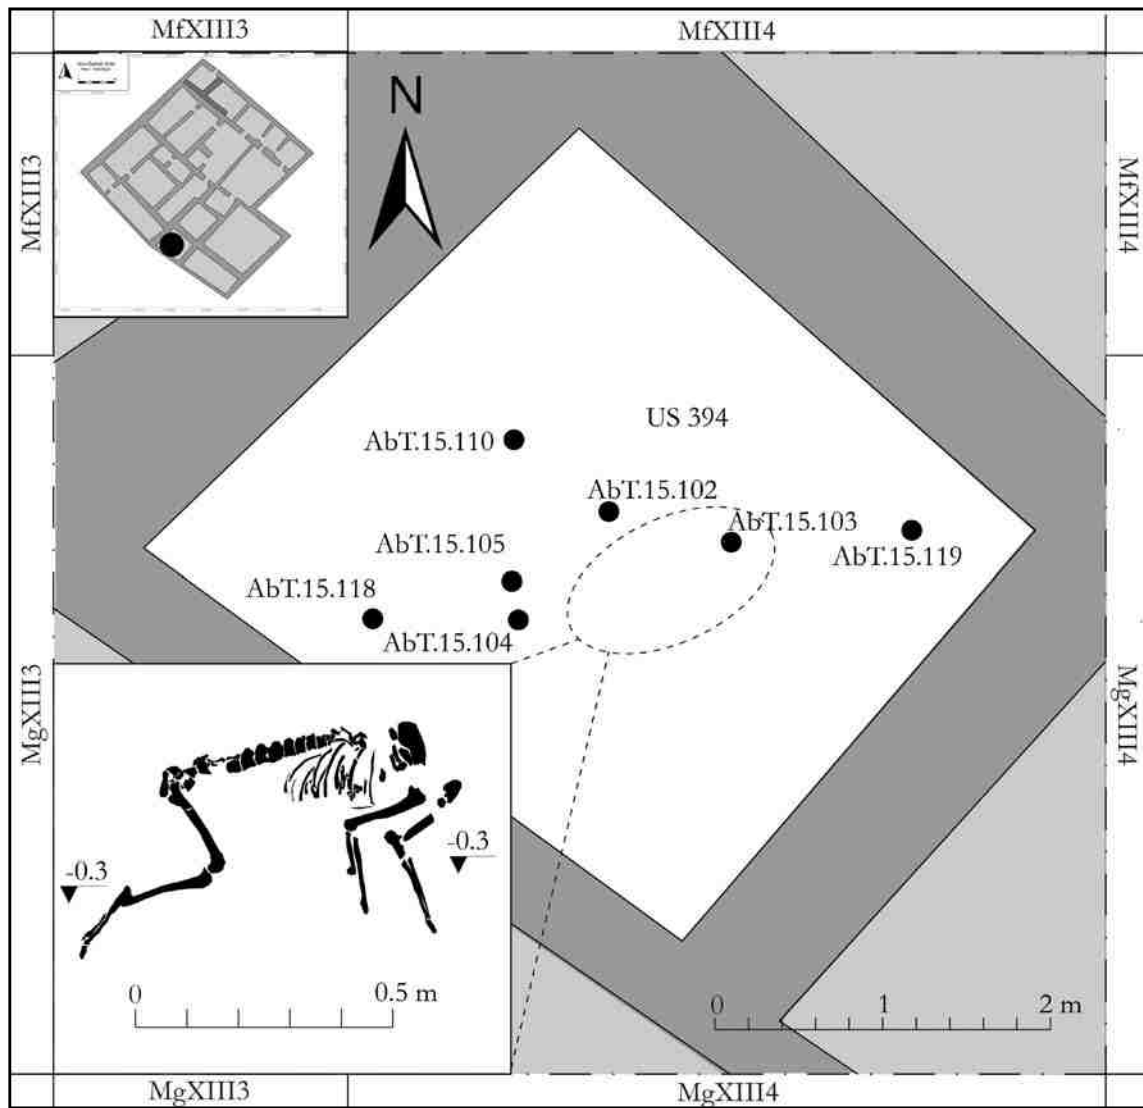 MfXIII3
MfXIII4
MfXIII3
N
MfXIII4
US 394
AbT.15.110
AbT.15.102
AbT.15.103
AbT.15.105
AbT.15.119
AbT.15.118
AbT.15.104
MgXIII3
MgXIII4
-0.3
-0.3
0
0.5 m
0
1
2 m
MgXIII3
MgXIII4